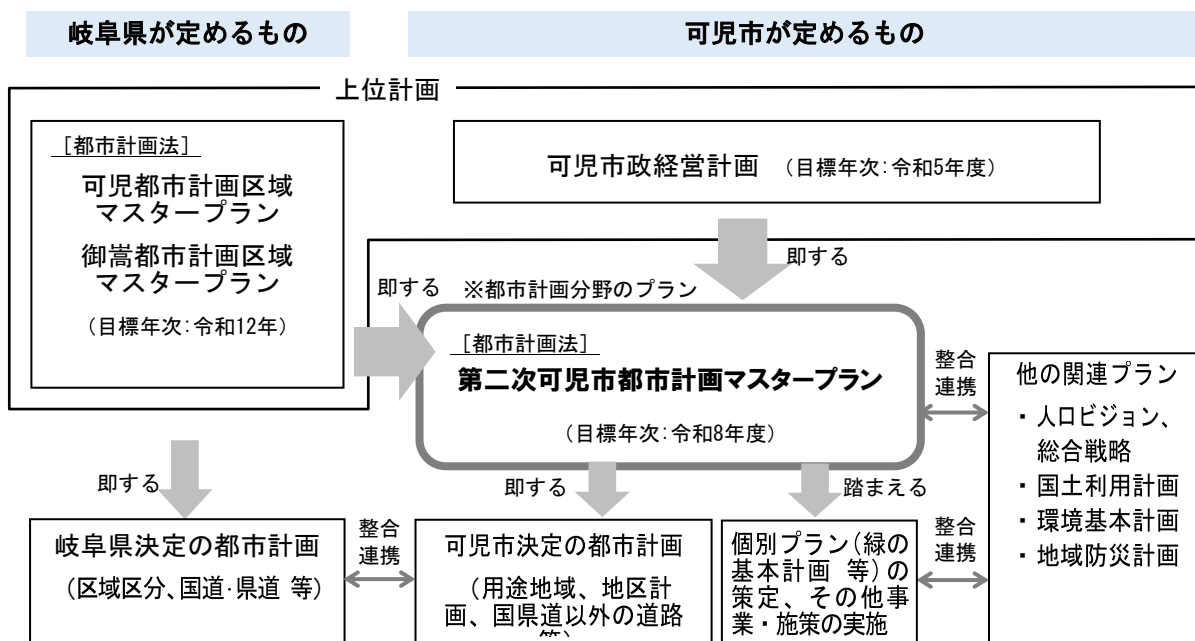 岐阜県が定めるもの
可児市が定めるもの
上位計画
［都市計画法］
可児都市計画区域
マスタープラン
御嵩都市計画区域
マスタープラン
（目標年次：令和12年）
可児市政経営計画　（目標年次：令和5年度）
即する
即する
※都市計画分野のプラン
［都市計画法］
第二次可児市都市計画マスタープラン
（目標年次：令和8年度）
整合
連携
他の関連プラン
・人口ビジョン、
総合戦略
・国土利用計画
・環境基本計画
・地域防災計画
即する
即する
踏まえる
岐阜県決定の都市計画
（区域区分、国道・県道 等）
整合
連携
可児市決定の都市計画
（用途地域、地区計
画、国県道以外の道路
等）
個別プラン（緑の
基本計画 等）の
策定、その他事
業・施策の実施
整合
連携